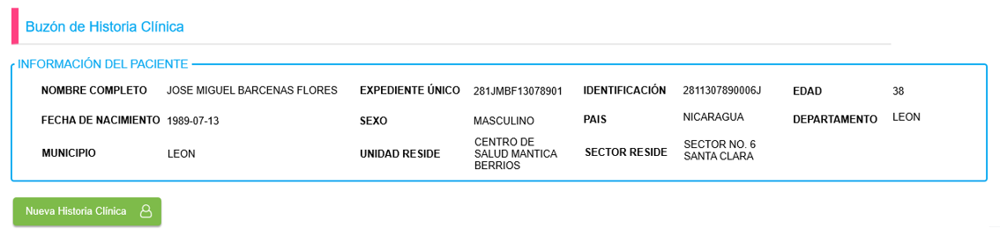 Buzón de Historia Clínica
INFORMACIÓN DEL PACIENTE
NOMBRE COMPLETO JOSE MIGUEL BARCENAS FLORES EXPEDIENTE ÚNICO 281JMBF13078901 IDENTIFICACIÓN 2811307890006J EDAD 38
FECHA DE NACIMIENTO 1989-07-13 SEXO MASCULINO PAIS NICARAGUA DEPARTAMENTO LEON
MUNICIPIO LEON UNIDAD RESIDE CENTRO DE
SALUD MANTICA
BERRIOS
SECTOR RESIDE SECTOR NO. 6
SANTA CLARA
Nueva Historia Clínica